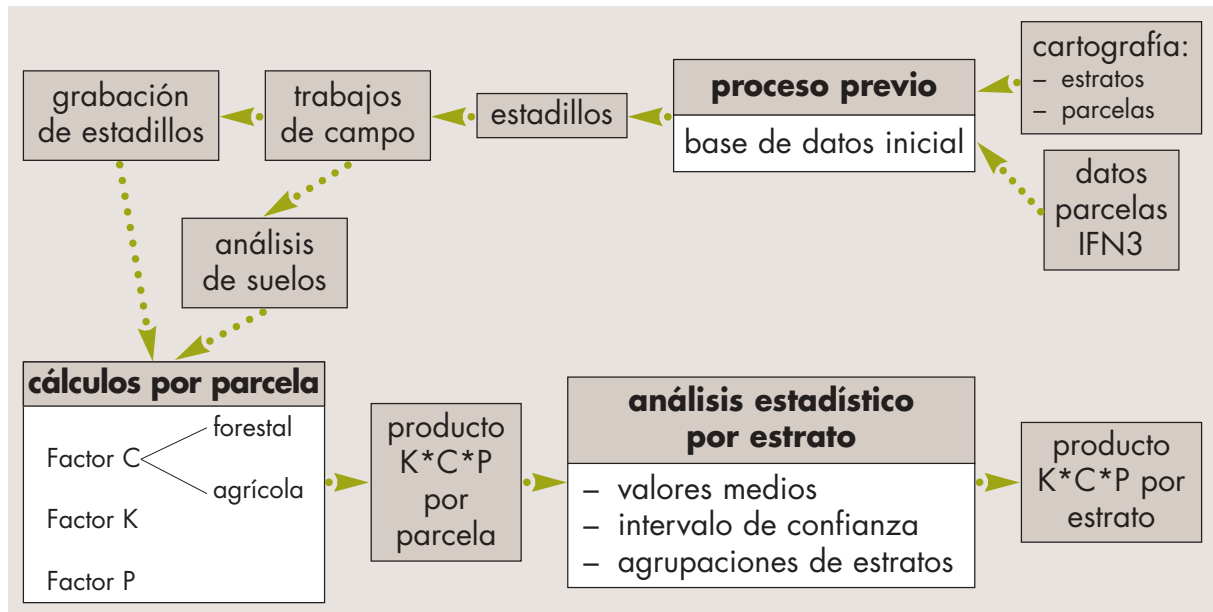 cartografía:
– estratos
– parcelas
datos
parcelas
IFN3
proceso previo
base de datos inicial
estadillos
trabajos
de campo
grabación
de estadillos
análisis
de suelos
cálculos por parcela
Factor C
forestal
agrícola
Factor K
Factor P
producto
K*C*P
por
parcela
análisis estadístico
por estrato
– valores medios
– intervalo de confianza
– agrupaciones de estratos
producto
K*C*P por
estrato